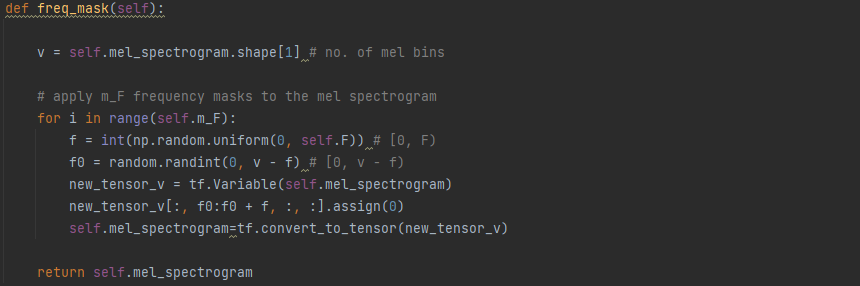 def freq_mask(self):
v = self.mel_spectrogram.shape[1] # no. of mel bins
# apply m_F frequency masks to the mel spectrogram
for i in range(self.m_F):
f = int(np.random.uniform(0, self.F)) # [0, F)
f0 = random.randint(0, v - f) # [0, v - f)
new_tensor_v = tf.Variable(self.mel_spectrogram)
new_tensor_v[:, f0:f0 + f, :, :].assign(0)
self.mel_spectrogram=tf.convert_to_tensor(new_tensor_v)
return self.mel_spectrogram